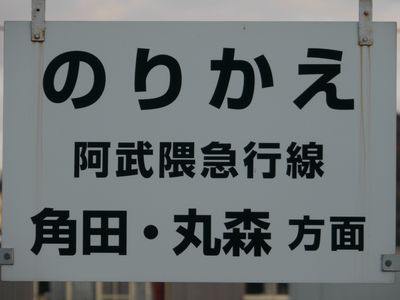 のりかえ
阿武隈急行線
角田・丸森 方面